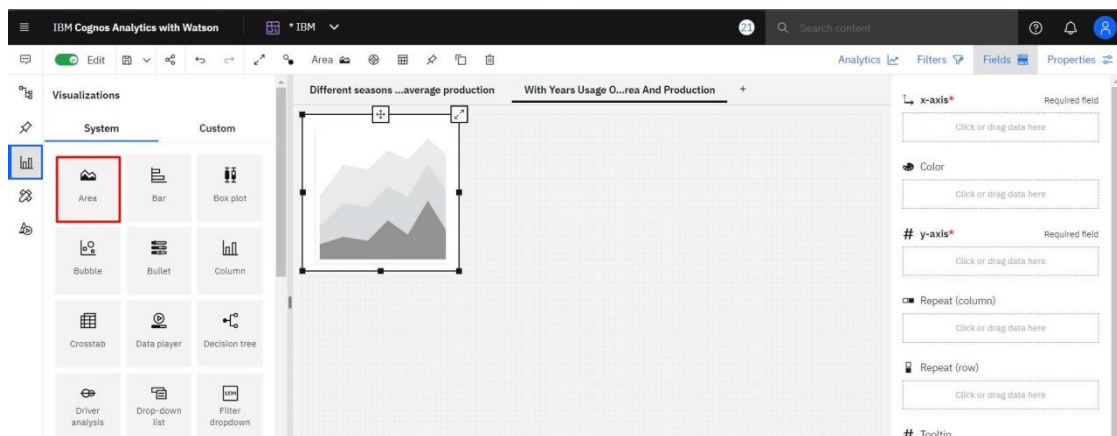 IBM Cognos Analytics with Watson
* IBM
21
Search content
Edit
Area
Analytics
Filters
Fields
Properties
Visualizations
System
Custom
Area
Bar
Box plot
Bubble
Bullet
Column
Crosstab
Data player
Decision tree
Driver
analysis
Drop-down
list
Filter
dropdown
Different seasons ...average production
With Years Usage O...rea And Production
+
x-axis*
Required field
Click or drag data here
Color
Click or drag data here
# y-axis*
Required field
Click or drag data here
Repeat (column)
Click or drag data here
Repeat (row)
Click or drag data here
# Tooltip